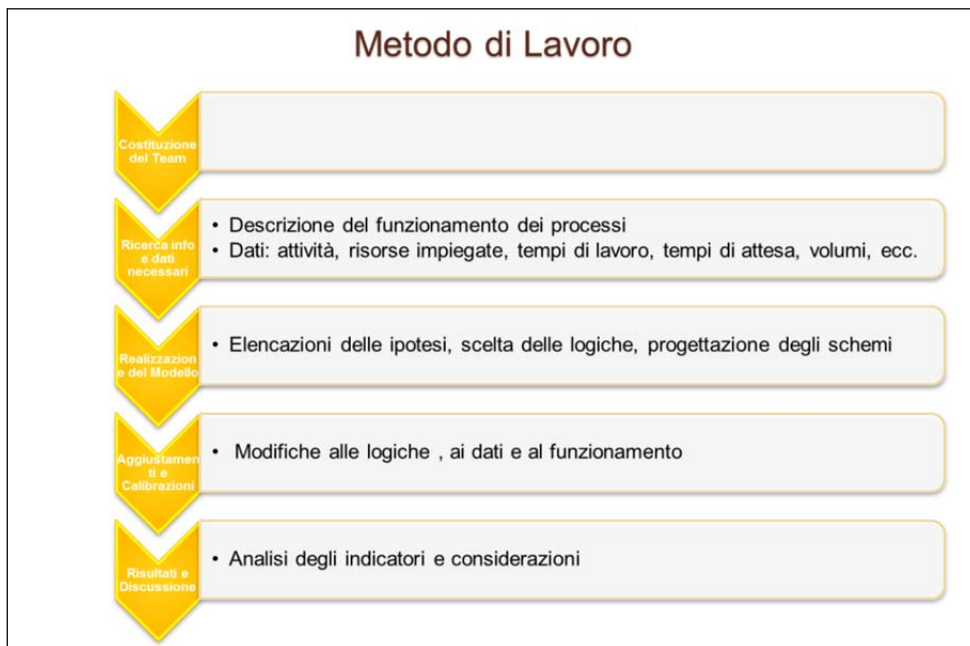 Metodo di Lavoro
Costituzione
del Team
Ricerca info
e dati
necessari
• Descrizione del funzionamento dei processi
• Dati: attività, risorse impiegate, tempi di lavoro, tempi di attesa, volumi, ecc.
Realizzazion
e del Modello
• Elencazioni delle ipotesi, scelta delle logiche, progettazione degli schemi
Aggiustamen
ti e
Calibrazioni
• Modifiche alle logiche , ai dati e al funzionamento
Risultati e
Discussione
• Analisi degli indicatori e considerazioni